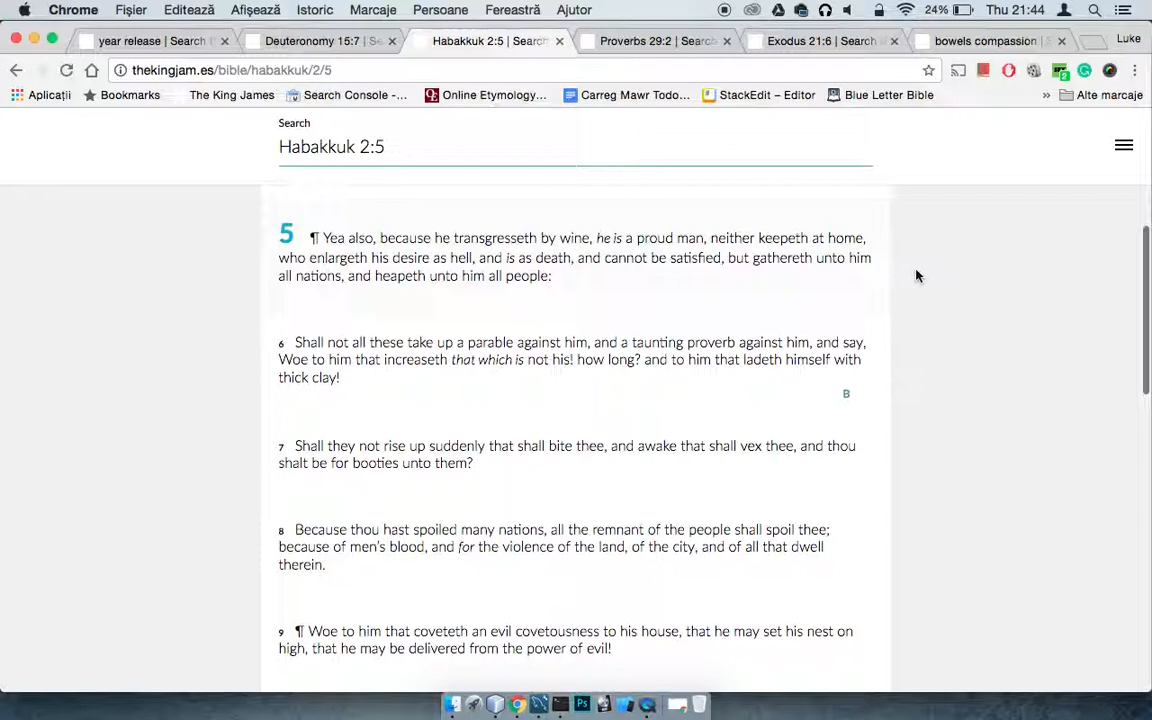 Chrome Fișier Editează Afișează Istoric Marcaje Persoane Fereastră Ajutor 24% Thu 21:44
year release | Search Deuteronomy 15:7 | Se Habakkuk 2:5 | Search Proverbs 29:2 | Search Exodus 21:6 | Search bowels compassion | S Luke
thekingjam.es/bible/habakkuk/2/5
Aplicații Bookmarks The King James Search Console -... Online Etymology... Carreg Mawr Todo... StackEdit – Editor Blue Letter Bible » Alte marcaje
Search
Habakkuk 2:5
5 ¶ Yea also, because he transgresseth by wine, he is a proud man, neither keepeth at home,
who enlargeth his desire as hell, and is as death, and cannot be satisfied, but gathereth unto him
all nations, and heapeth unto him all people:
6 Shall not all these take up a parable against him, and a taunting proverb against him, and say,
Woe to him that increaseth that which is not his! how long? and to him that ladeth himself with
thick clay!
B
7 Shall they not rise up suddenly that shall bite thee, and awake that shall vex thee, and thou
shalt be for booties unto them?
8 Because thou hast spoiled many nations, all the remnant of the people shall spoil thee;
because of men's blood, and for the violence of the land, of the city, and of all that dwell
therein.
9 ¶ Woe to him that coveteth an evil covetousness to his house, that he may set his nest on
high, that he may be delivered from the power of evil!
Ps